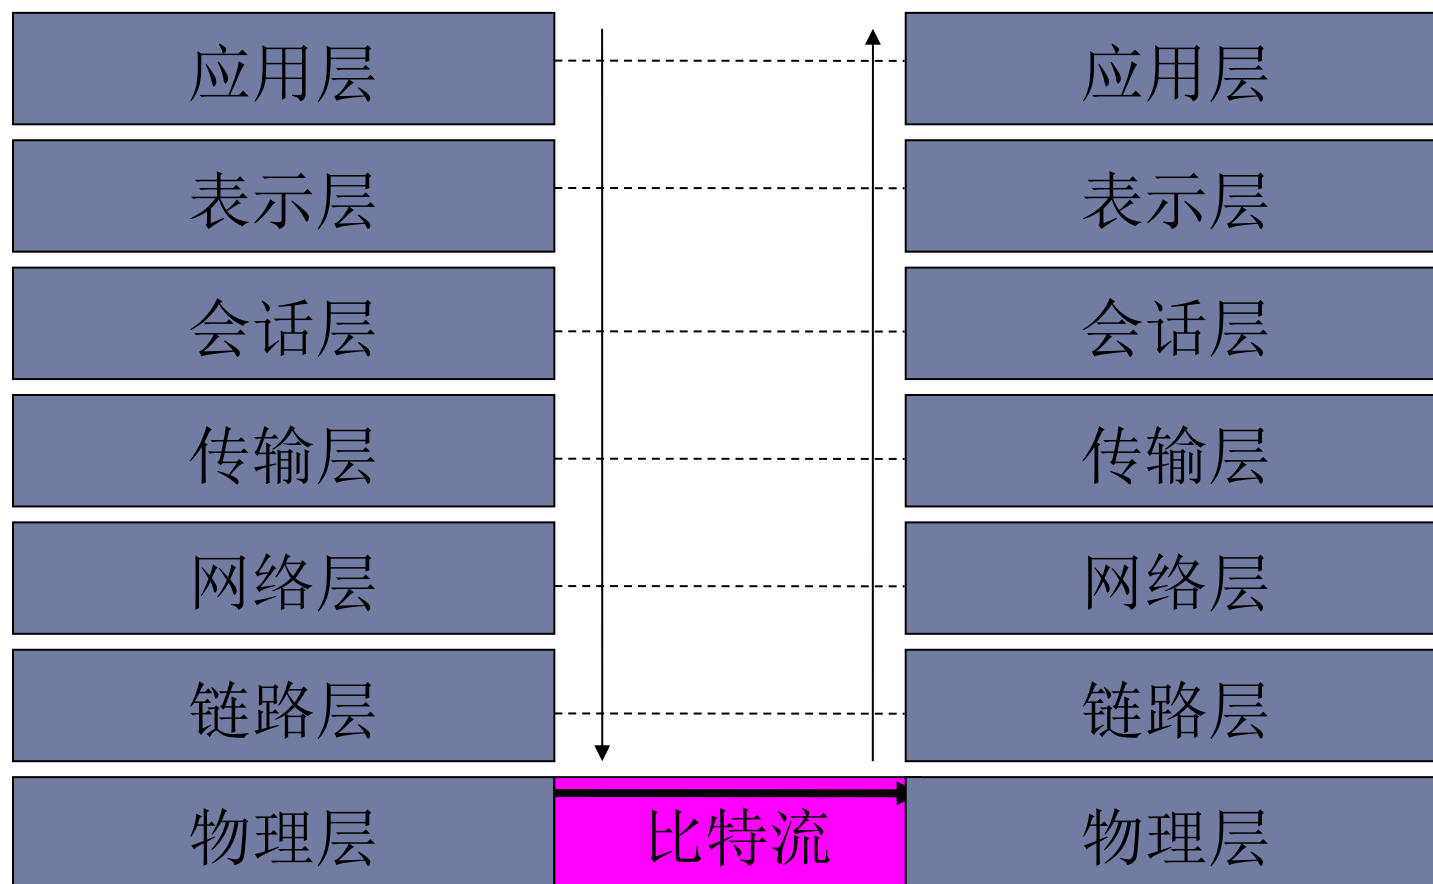 应用层 应用层
表示层 表示层
会话层 会话层
传输层 传输层
网络层 网络层
链路层 链路层
物理层 比特流 物理层